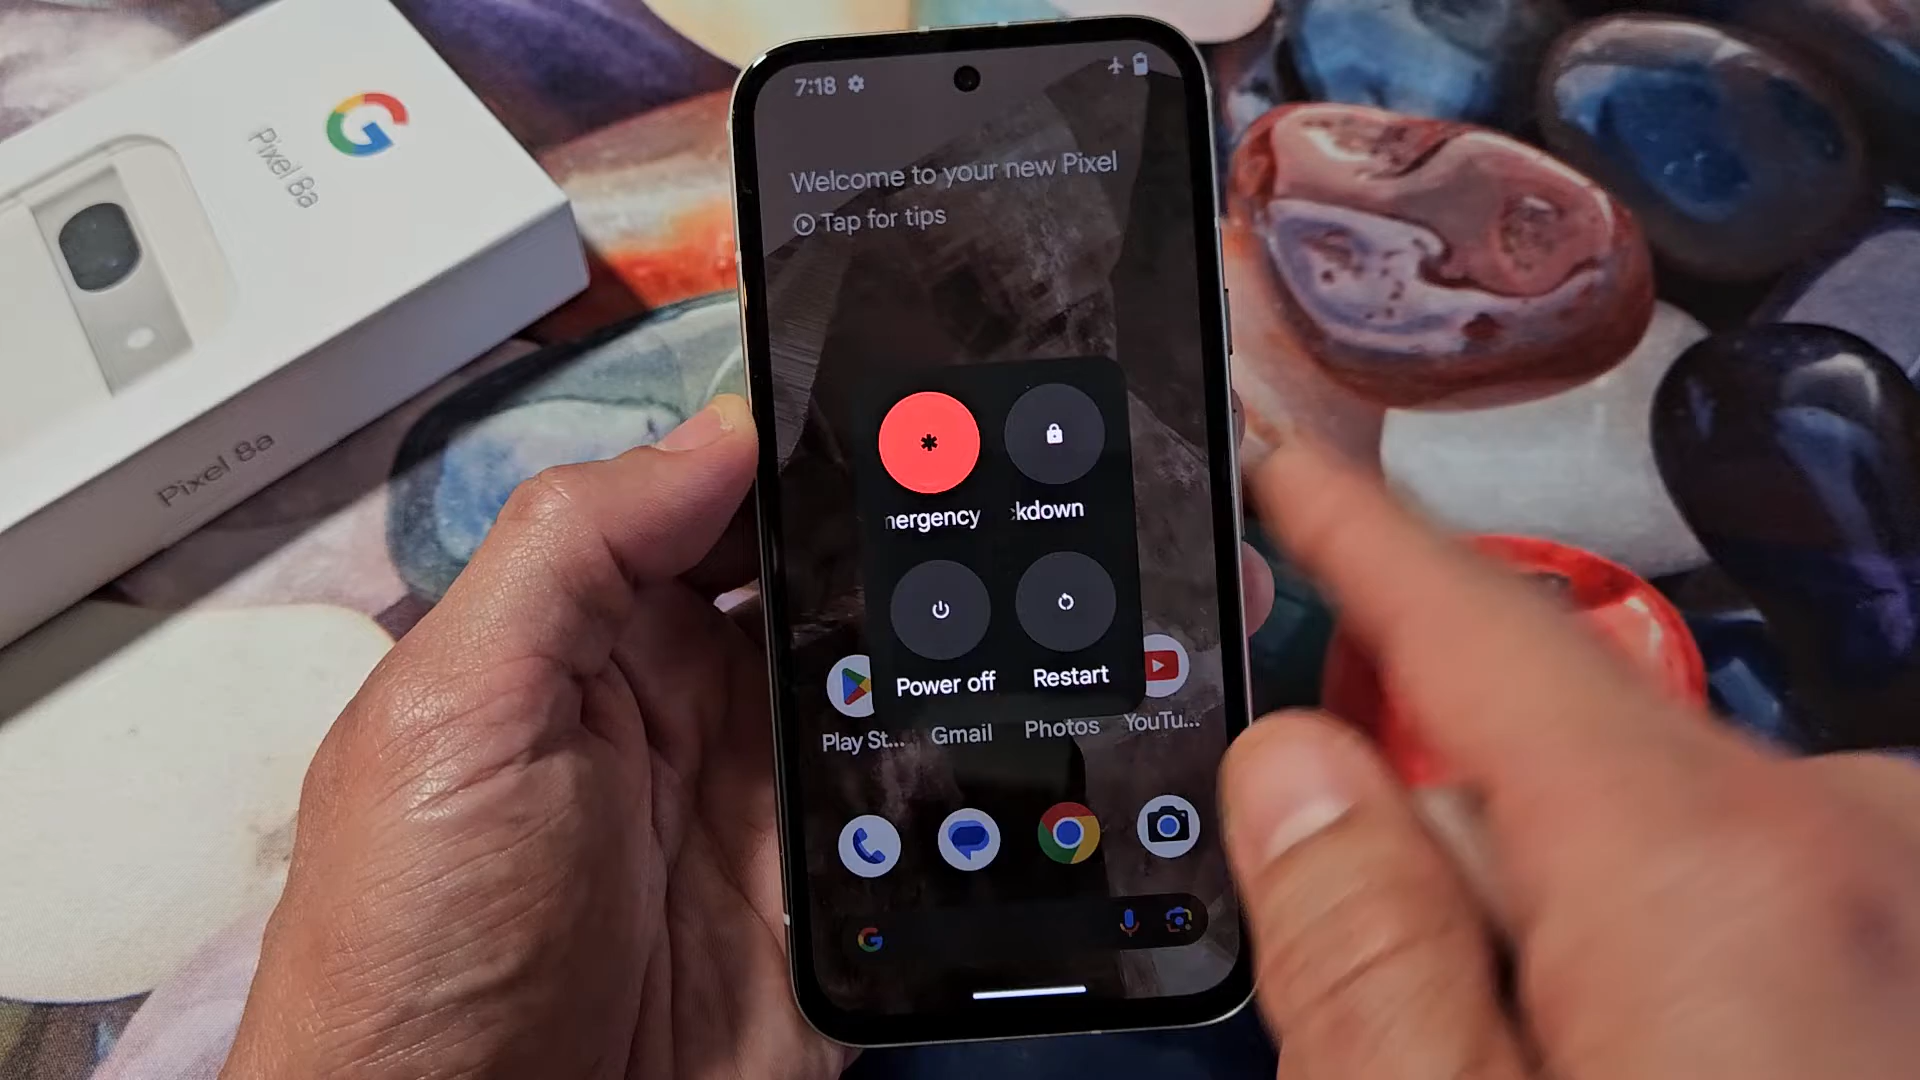 Pixel 8a
Pixel 8a
7:18
Welcome to your new Pixel
Tap for tips
nergency
kdown
Power off
Restart
Play St...
Gmail
Photos
YouTu...